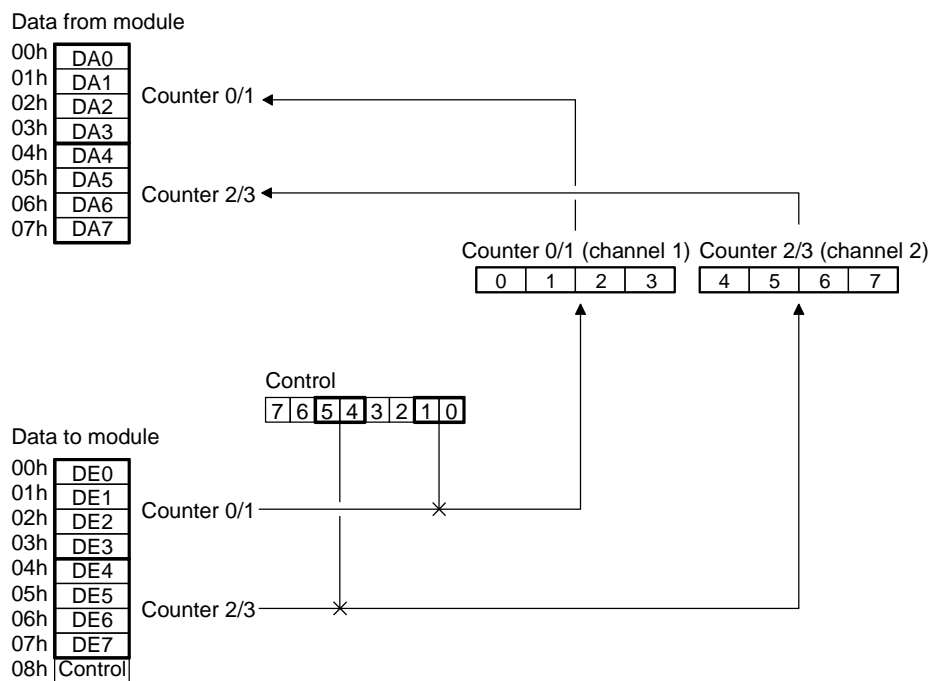 Data from module
00h DA0
01h DA1
02h DA2
03h DA3
Counter 0/1
04h DA4
05h DA5
06h DA6
07h DA7
Counter 2/3
Counter 0/1 (channel 1)
0 1 2 3
Counter 2/3 (channel 2)
4 5 6 7
Control
7 6 5 4 3 2 1 0
Data to module
00h DE0
01h DE1
02h DE2
03h DE3
Counter 0/1
04h DE4
05h DE5
06h DE6
07h DE7
Counter 2/3
08h Control